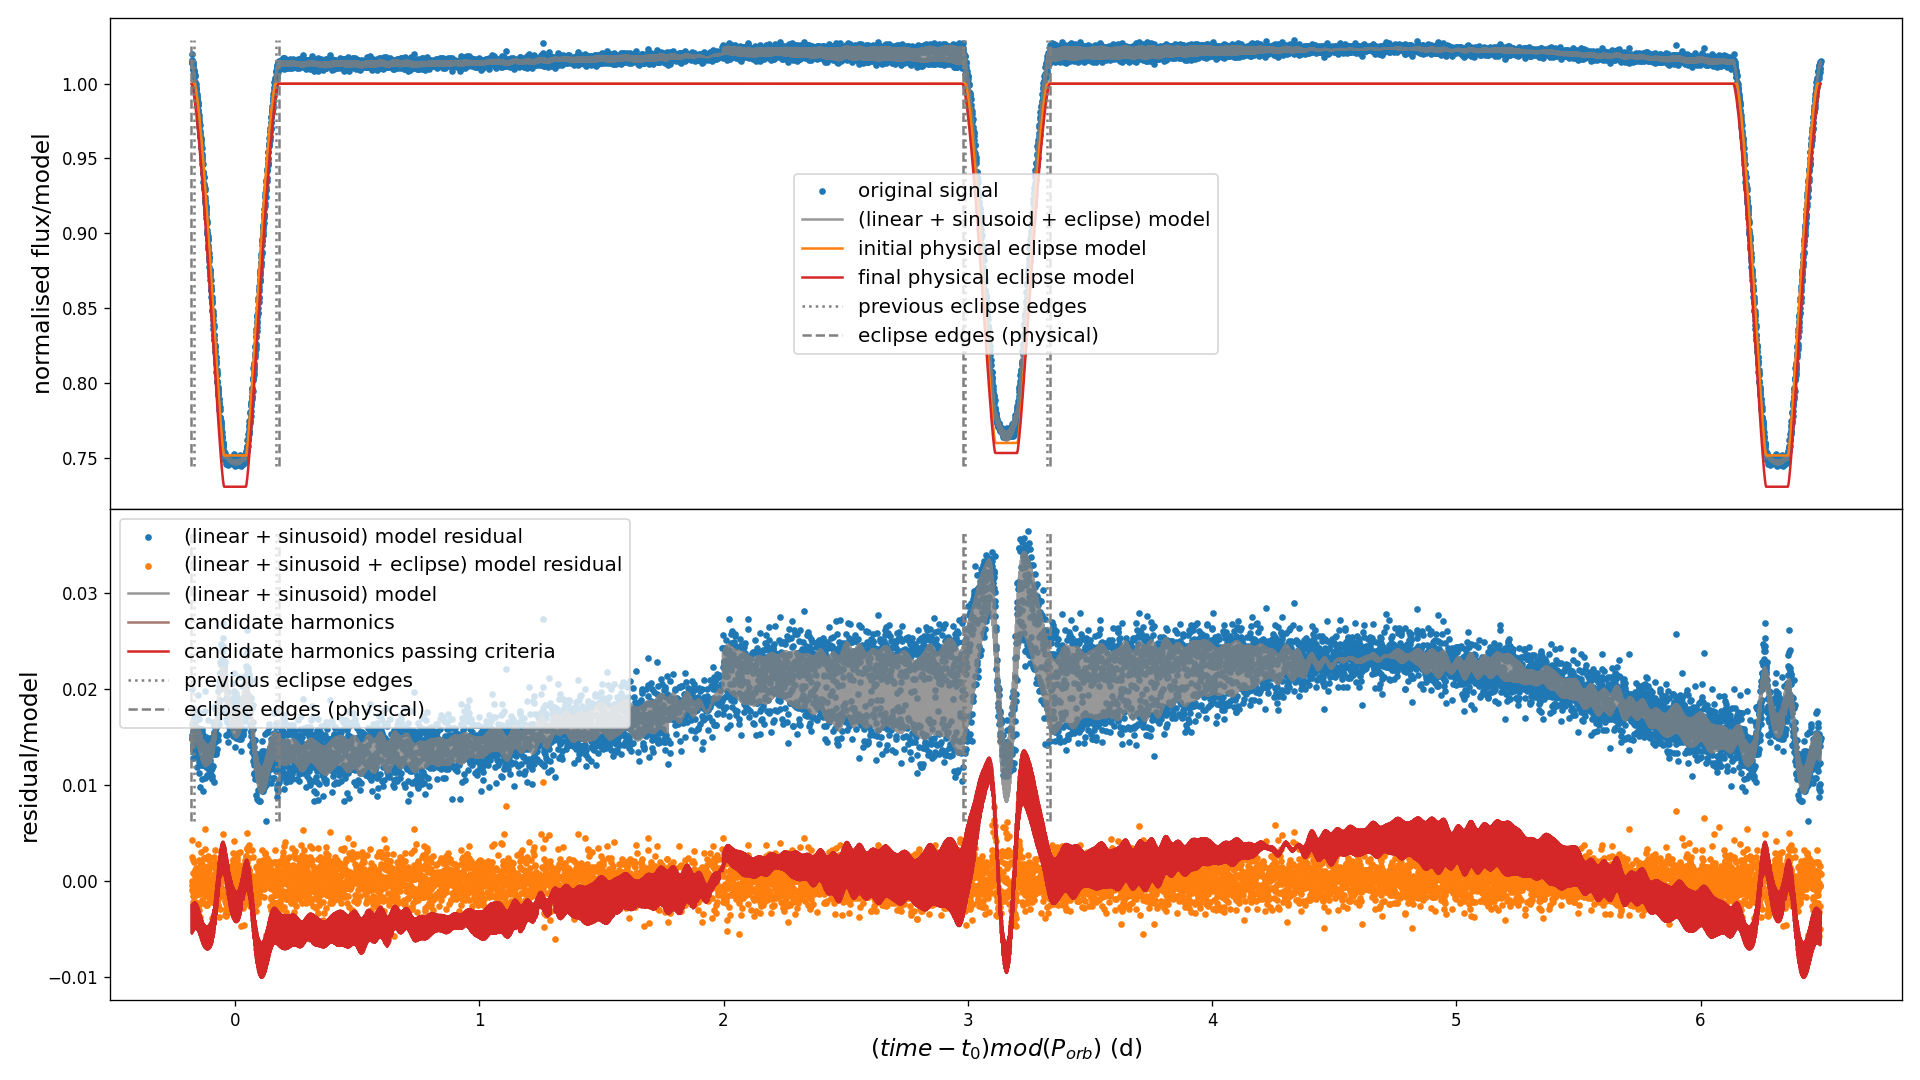 1.00
0.95
0.90
0.85
0.80
0.75
normalised flux/model
original signal
(linear + sinusoid + eclipse) model
initial physical eclipse model
final physical eclipse model
previous eclipse edges
eclipse edges (physical)
(linear + sinusoid) model residual
(linear + sinusoid + eclipse) model residual
(linear + sinusoid) model
candidate harmonics
candidate harmonics passing criteria
previous eclipse edges
eclipse edges (physical)
0.03
0.02
0.01
0.00
−0.01
residual/model
0 1 2 3 4 5 6
(time − t₀)mod(Pₒᵣb) (d)